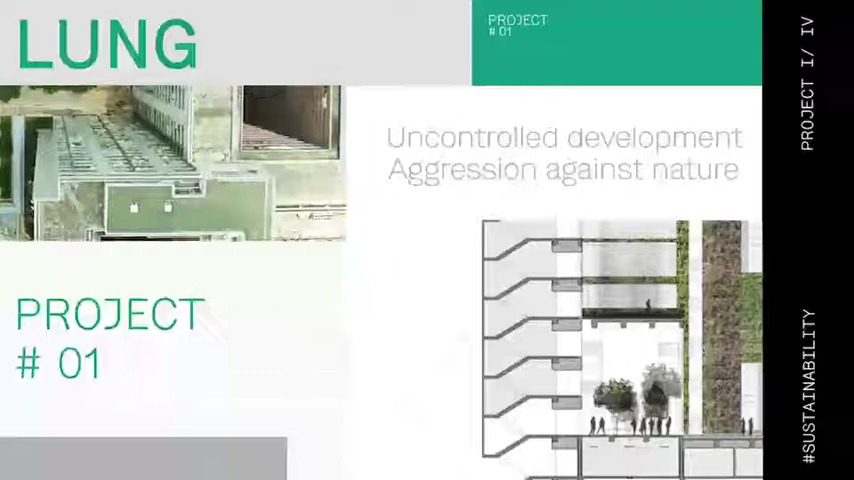 LUNG
PROJECT
# 01
Uncontrolled development
Aggression against nature
PROJECT
# 01
PROJECT I/ IV
#SUSTAINABILITY